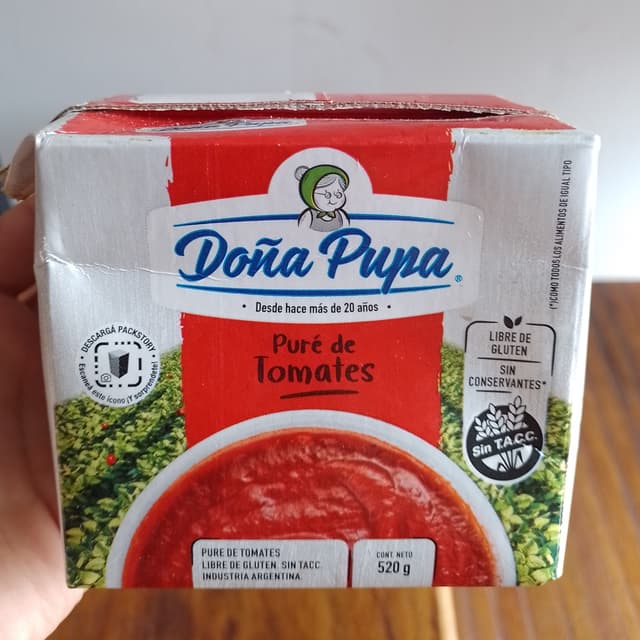 Doña Pupa®
• Desde hace más de 20 años •
Puré de
Tomates
• DESCARGÁ PACKSTORY •
Escaneá este ícono ¡Y sorprendete!
(*)COMO TODOS LOS ALIMENTOS DE IGUAL TIPO
LIBRE DE
GLUTEN
SIN
CONSERVANTES*
Sin T.A.C.C.
PURE DE TOMATES
LIBRE DE GLUTEN. SIN TACC.
INDUSTRIA ARGENTINA.
CONT. NETO
520 g